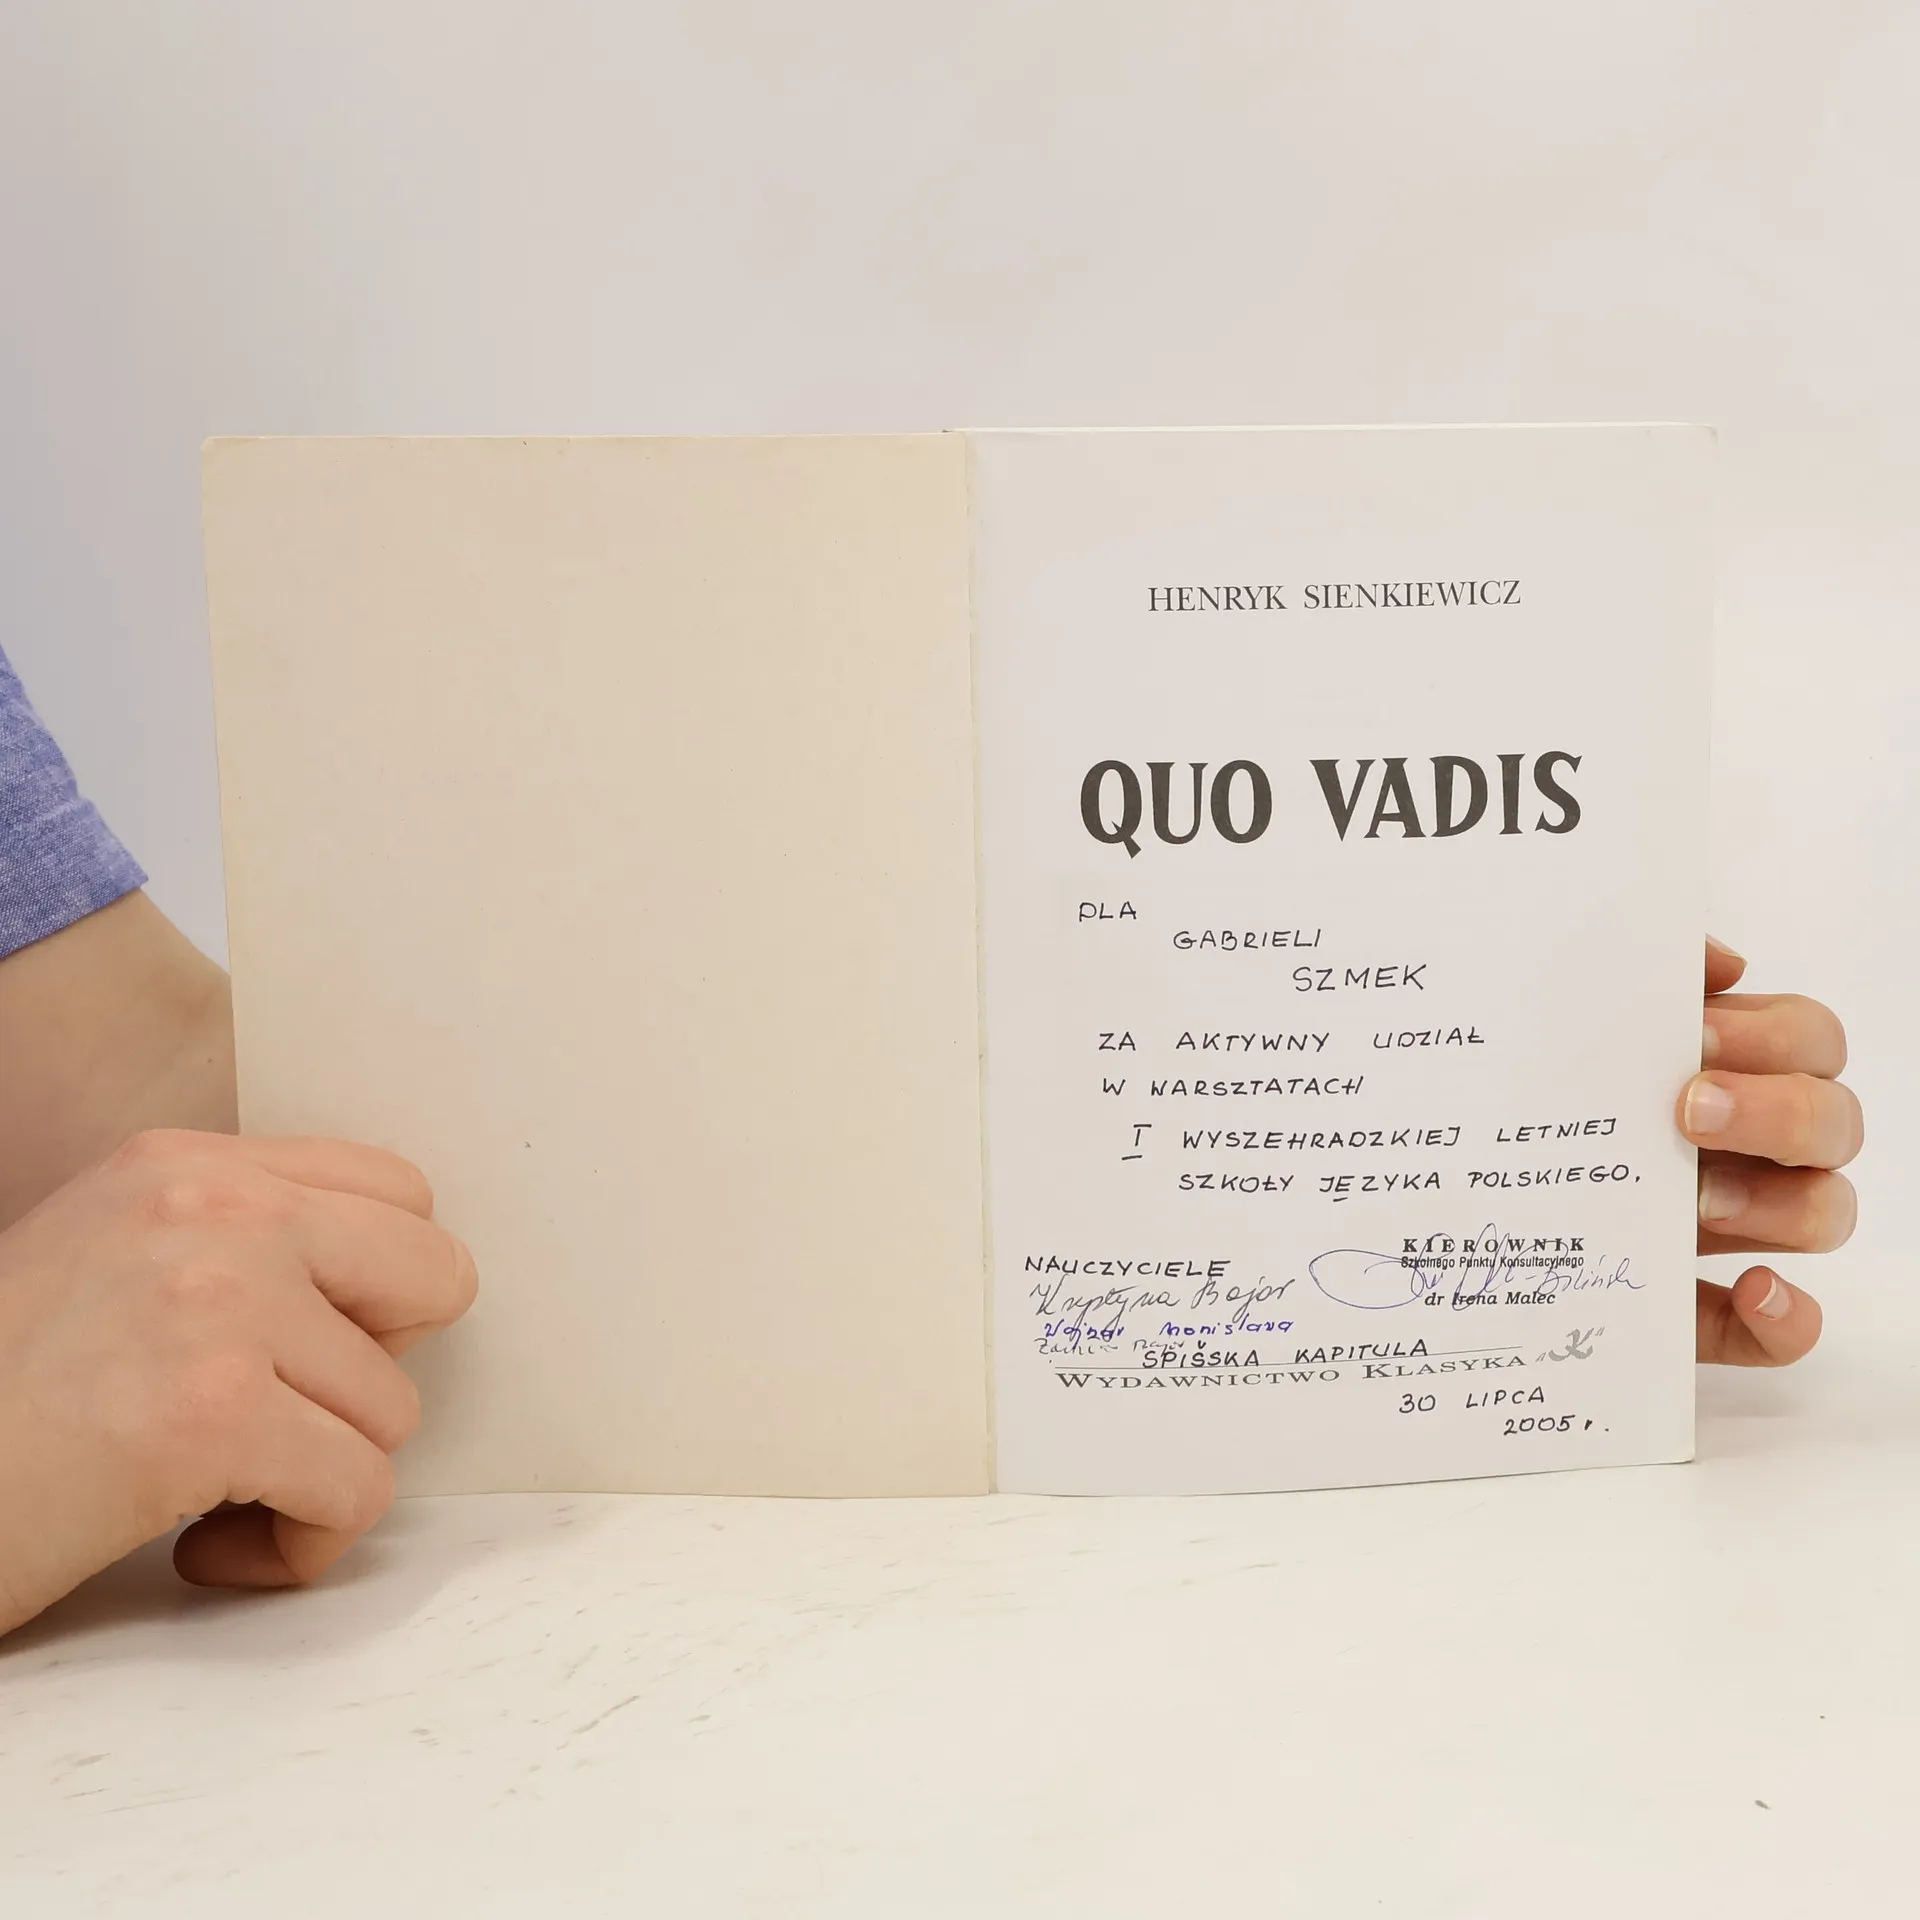 HENRYK SIENKIEWICZ
QUO VADIS
DLA
GABRIELI
SZMEK
ZA AKTYWNY UDZIAŁ
W WARSZTATACH
I WYSZEHRADZKIEJ LETNIEJ
SZKOŁY JĘZYKA POLSKIEGO.
KIEROWNIK
Szkolnego Punktu Konsultacyjnego
dr Irena Malec
NAUCZYCIELE
Krystyna Bajor
SPIŠSKA KAPITULA
WYDAWNICTWO KLASYKA „K”
30 LIPCA
2005 r.